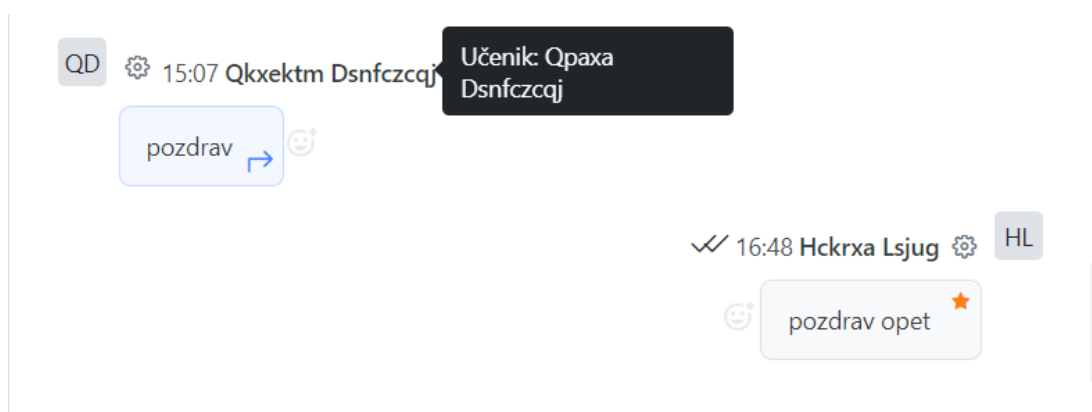 QD 15:07 Qkxektm Dsnfczcqj
Učenik: Qpaxa
Dsnfczcqj
pozdrav
16:48 Hckrxa Lsjug HL
pozdrav opet